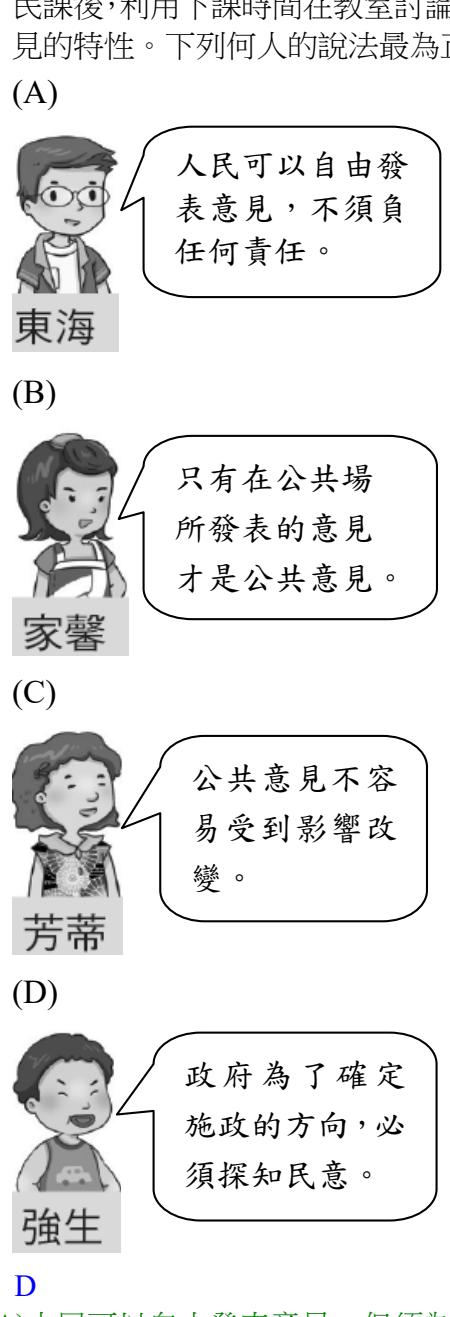 民課後，利用下課時間在教室討論
見的特性。下列何人的說法最為正
(A)
人民可以自由發
表意見，不須負
任何責任。
東海
(B)
只有在公共場
所發表的意見
才是公共意見。
家馨
(C)
公共意見不容
易受到影響改
變。
芳蒂
(D)
政府為了確定
施政的方向，必
須探知民意。
強生
D